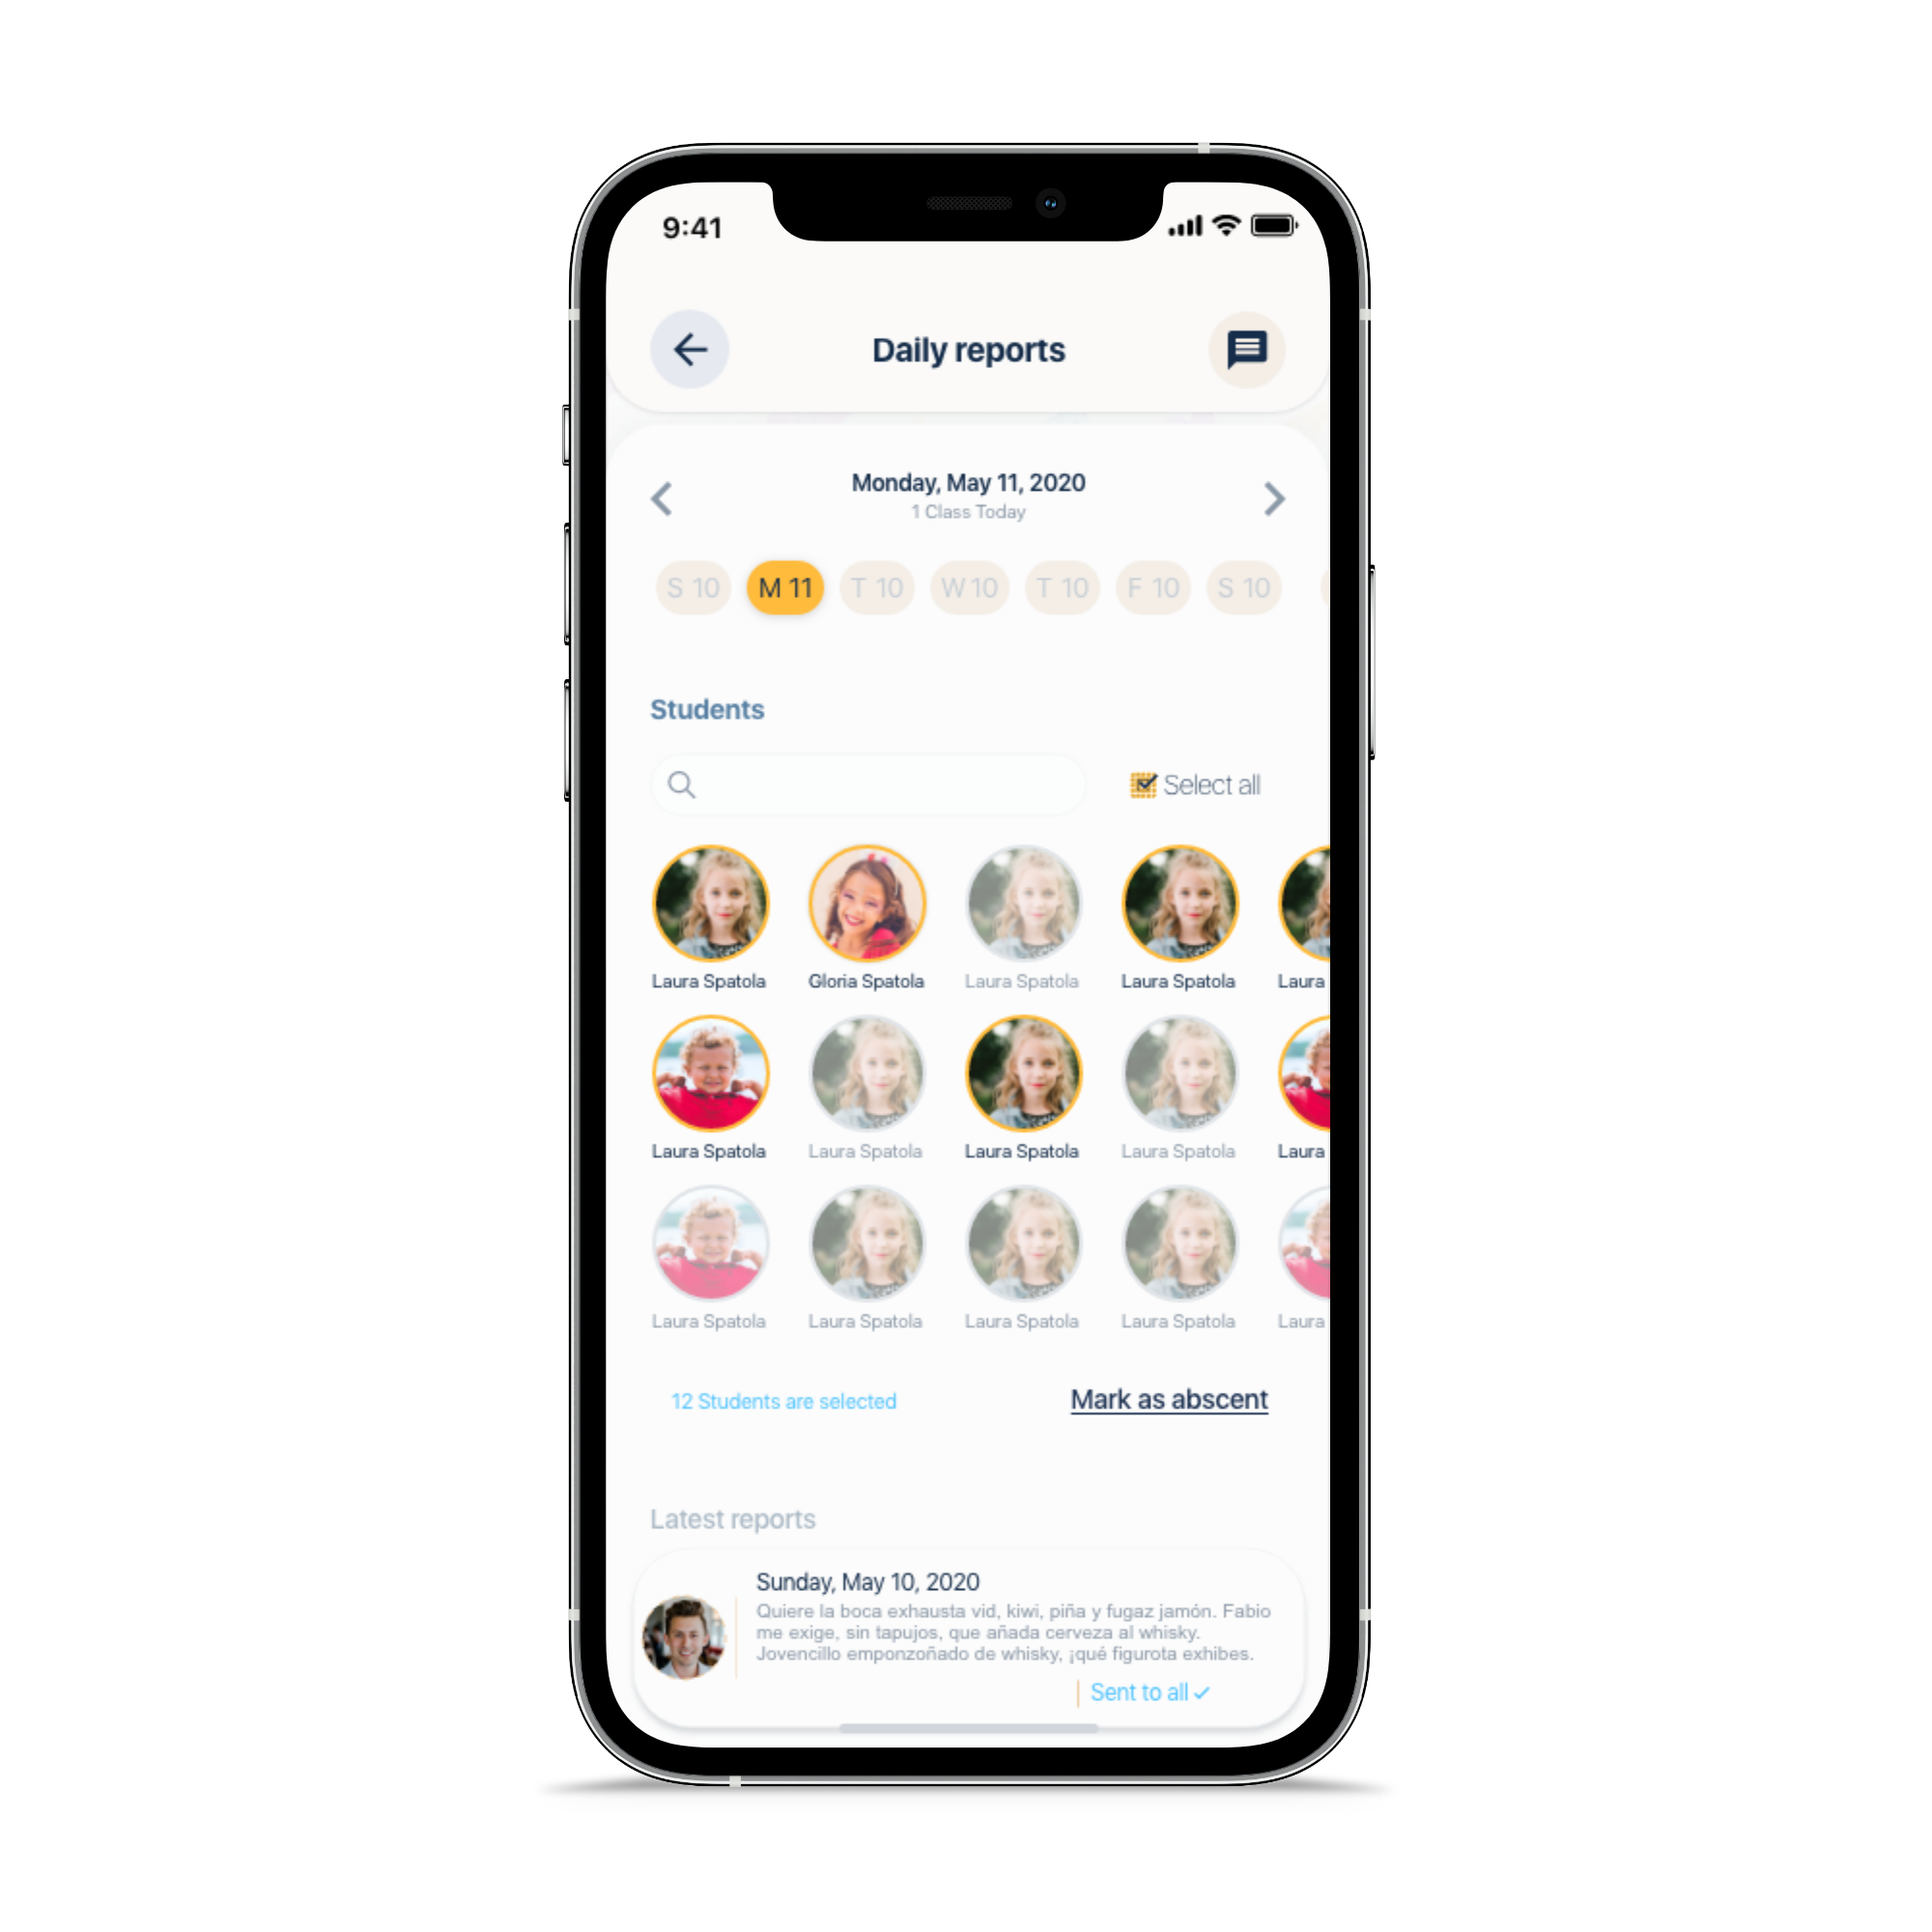 9:41
Daily reports
Monday, May 11, 2020
1 Class Today
S 10 M 11 T 10 W 10 T 10 F 10 S 10
Students
Select all
Laura Spatola Gloria Spatola Laura Spatola Laura Spatola Laura
Laura Spatola Laura Spatola Laura Spatola Laura Spatola Laura
Laura Spatola Laura Spatola Laura Spatola Laura Spatola Laura
12 Students are selected Mark as abscent
Latest reports
Sunday, May 10, 2020
Quiere la boca exhausta vid, kiwi, piña y fugaz jamón. Fabio
me exige, sin tapujos, que añada cerveza al whisky.
Jovencillo emponzoñado de whisky, ¡qué figurota exhibes.
Sent to all